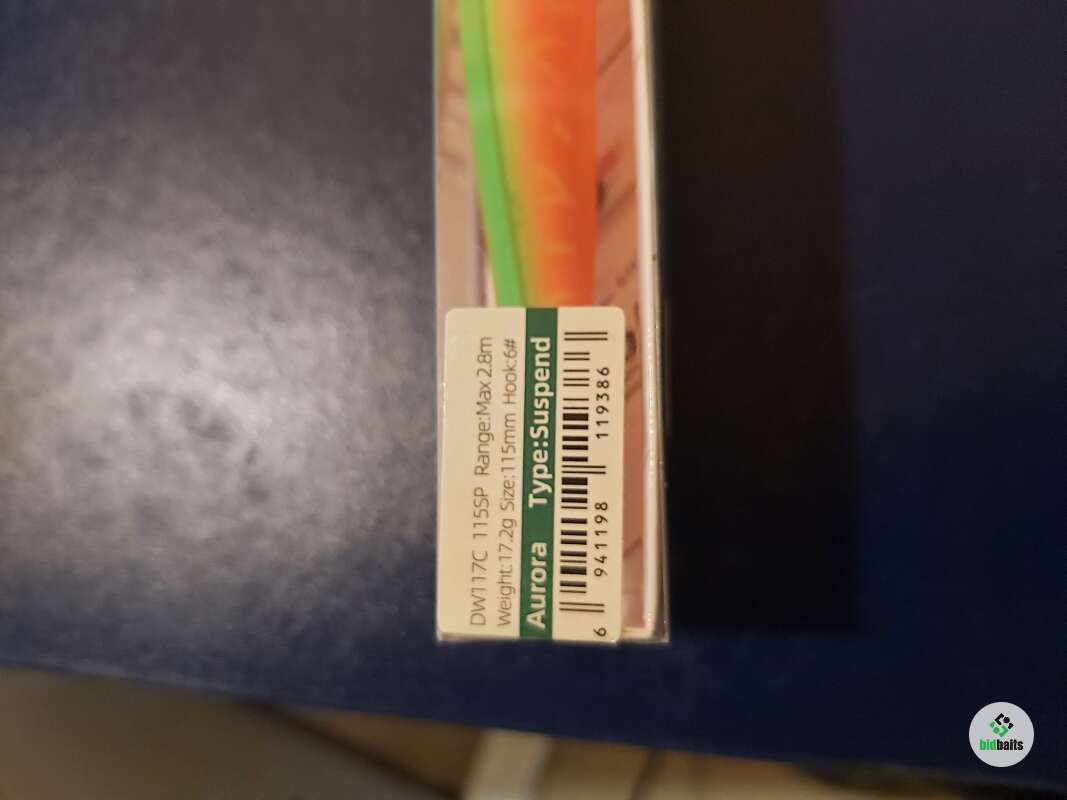 DW117C 115SP Range:Max 2.8m
Weight:17.2g Size:115mm Hook:6#
Aurora Type:Suspend
6 941198 119386
bidbaits